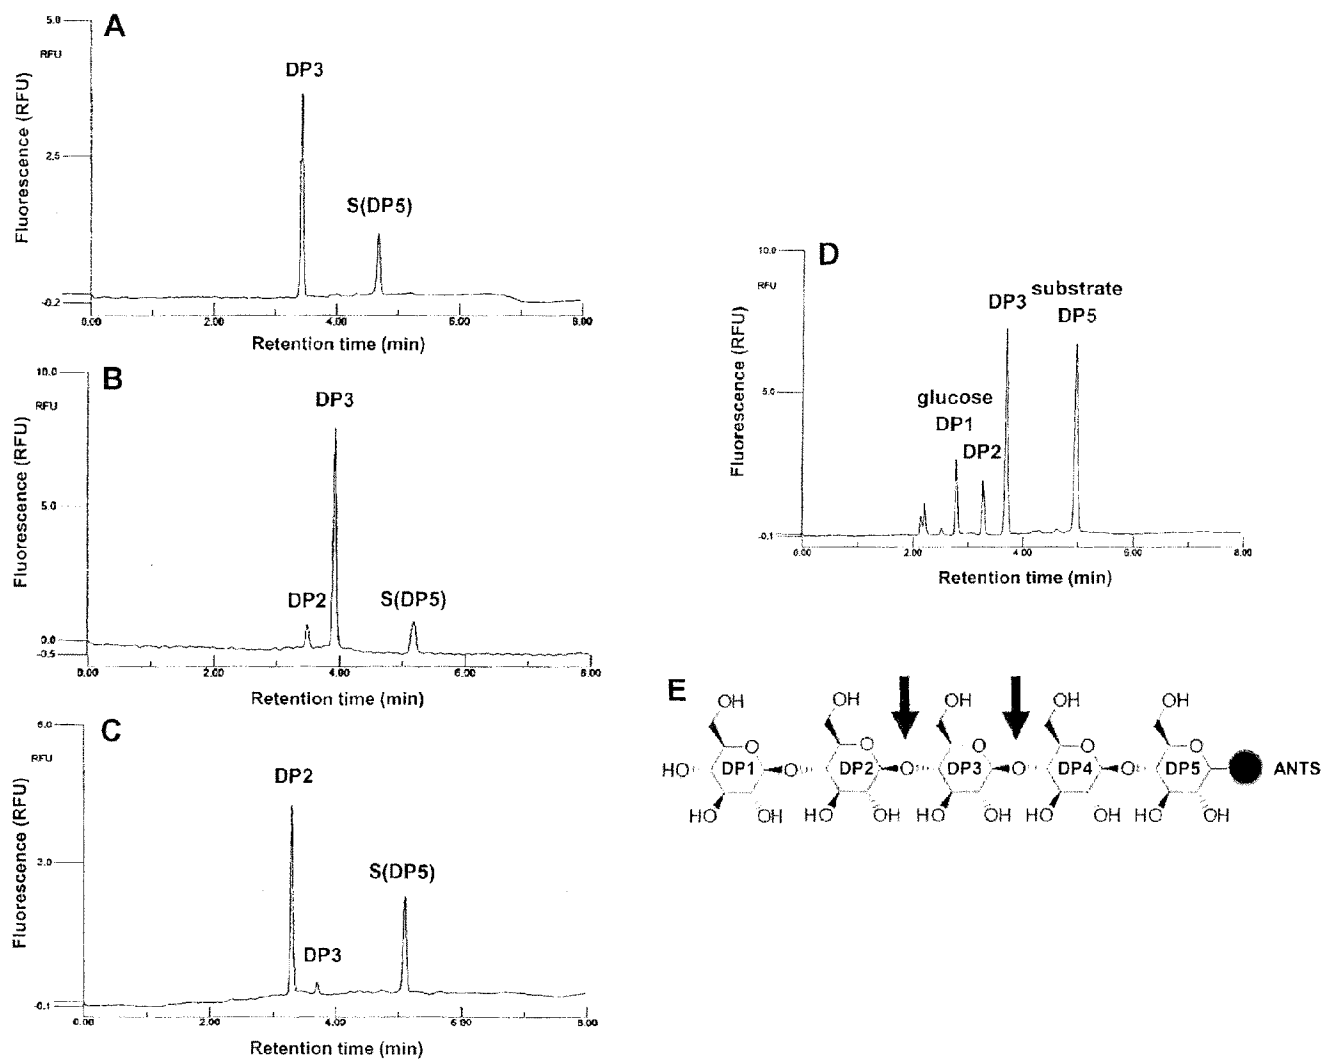 A
5.0
RFU
Fluorescence (RFU)
DP3
2.5
S(DP5)
-0.2
0.00 2.00 4.00 6.00 8.00
Retention time (min)
B
10.0
RFU
Fluorescence (RFU)
DP3
5.0
DP2
S(DP5)
0.0
-0.5
0.00 2.00 4.00 6.00 8.00
Retention time (min)
C
6.0
RFU
Fluorescence (RFU)
DP2
S(DP5)
DP3
-0.1
0.00 2.00 4.00 6.00 8.00
Retention time (min)
D
10.0
RFU
Fluorescence (RFU)
DP3
substrate
DP5
5.0
glucose
DP1
DP2
-0.1
0.00 2.00 4.00 6.00 8.00
Retention time (min)
E
OH OH OH OH OH
O O O O O
HO DP1 O DP2 O DP3 O DP4 O DP5 ANTS
HO OH HO OH HO OH HO OH HO OH